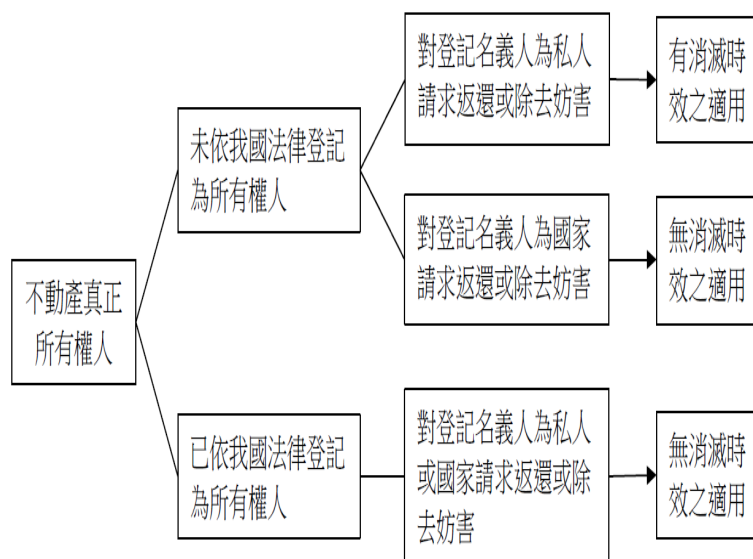 不動產真正
所有權人
未依我國法律登記
為所有權人
對登記名義人為私人
請求返還或除去妨害
有消滅時
效之適用
對登記名義人為國家
請求返還或除去妨害
無消滅時
效之適用
已依我國法律登記
為所有權人
對登記名義人為私人
或國家請求返還或除
去妨害
無消滅時
效之適用